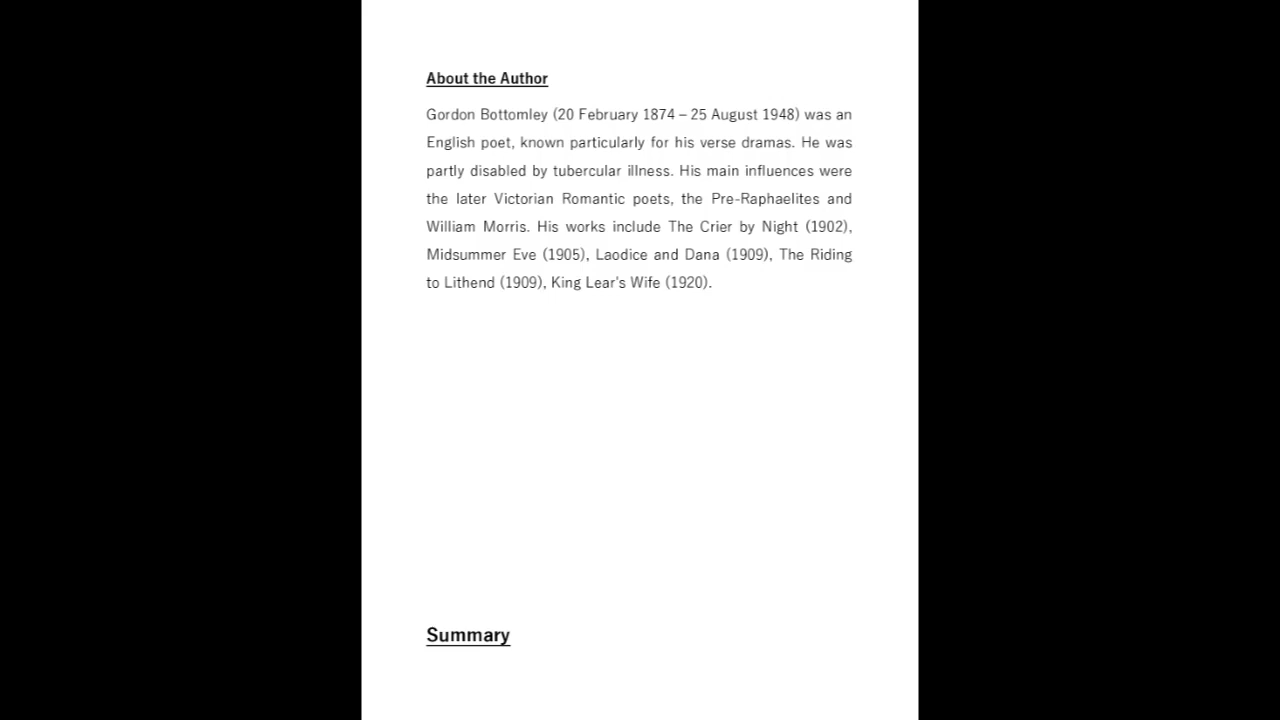 About the Author
Gordon Bottomley (20 February 1874 – 25 August 1948) was an
English poet, known particularly for his verse dramas. He was
partly disabled by tubercular illness. His main influences were
the later Victorian Romantic poets, the Pre-Raphaelites and
William Morris. His works include The Crier by Night (1902),
Midsummer Eve (1905), Laodice and Dana (1909), The Riding
to Lithend (1909), King Lear's Wife (1920).
Summary